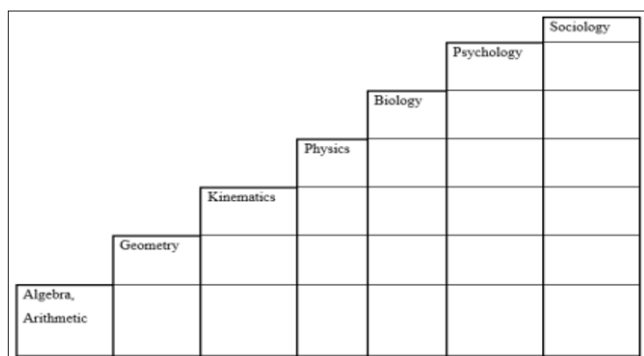 Sociology
Psychology
Biology
Physics
Kinematics
Geometry
Algebra,
Arithmetic